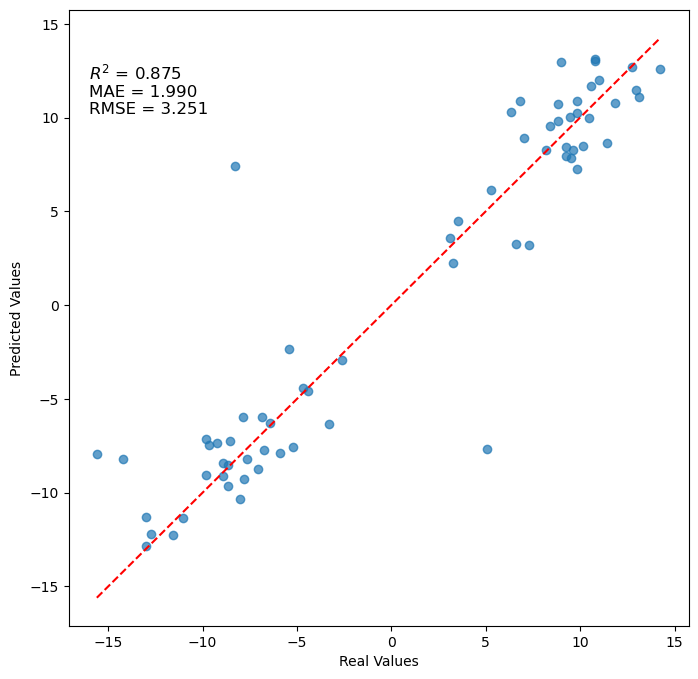 R² = 0.875
MAE = 1.990
RMSE = 3.251
Predicted Values
15
10
5
0
−5
−10
−15
−15 −10 −5 0 5 10 15
Real Values